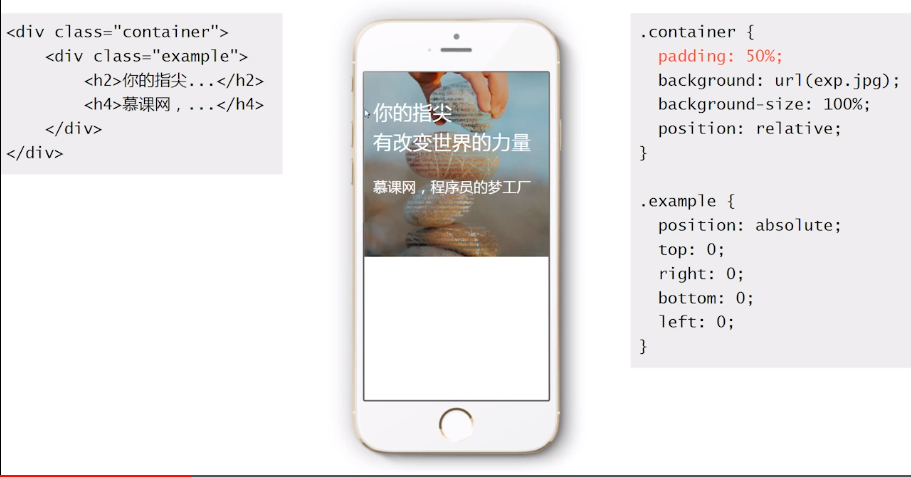 <div class="container">
<div class="example">
<h2>你的指尖...</h2>
<h4>慕课网，...</h4>
</div>
</div>
你的指尖
有改变世界的力量
慕课网，程序员的梦工厂
.container {
padding: 50%;
background: url(exp.jpg);
background-size: 100%;
position: relative;
}
.example {
position: absolute;
top: 0;
right: 0;
bottom: 0;
left: 0;
}